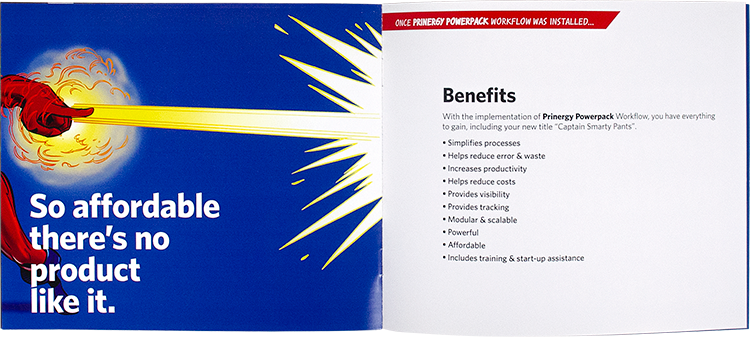 So affordable
there's no
product
like it.
ONCE PRINERGY POWERPACK WORKFLOW WAS INSTALLED...
Benefits
With the implementation of Prinergy Powerpack Workflow, you have everything
to gain, including your new title "Captain Smarty Pants".
• Simplifies processes
• Helps reduce error & waste
• Increases productivity
• Helps reduce costs
• Provides visibility
• Provides tracking
• Modular & scalable
• Powerful
• Affordable
• Includes training & start-up assistance